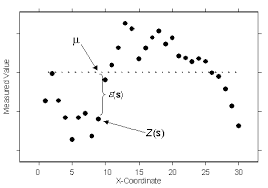 μ
ε(s)
Z(s)
Measured Value
0 5 10 15 20 25 30
X-Coordinate